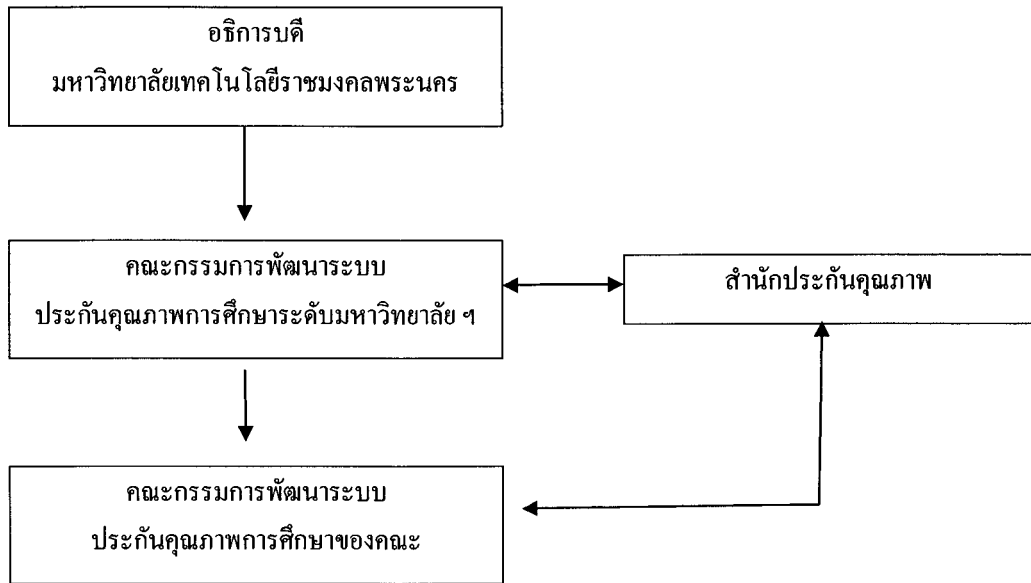 อธิการบดี
มหาวิทยาลัยเทคโนโลยีราชมงคลพระนคร
คณะกรรมการพัฒนาระบบ
ประกันคุณภาพการศึกษาระดับมหาวิทยาลัย ฯ
สำนักประกันคุณภาพ
คณะกรรมการพัฒนาระบบ
ประกันคุณภาพการศึกษาของคณะ